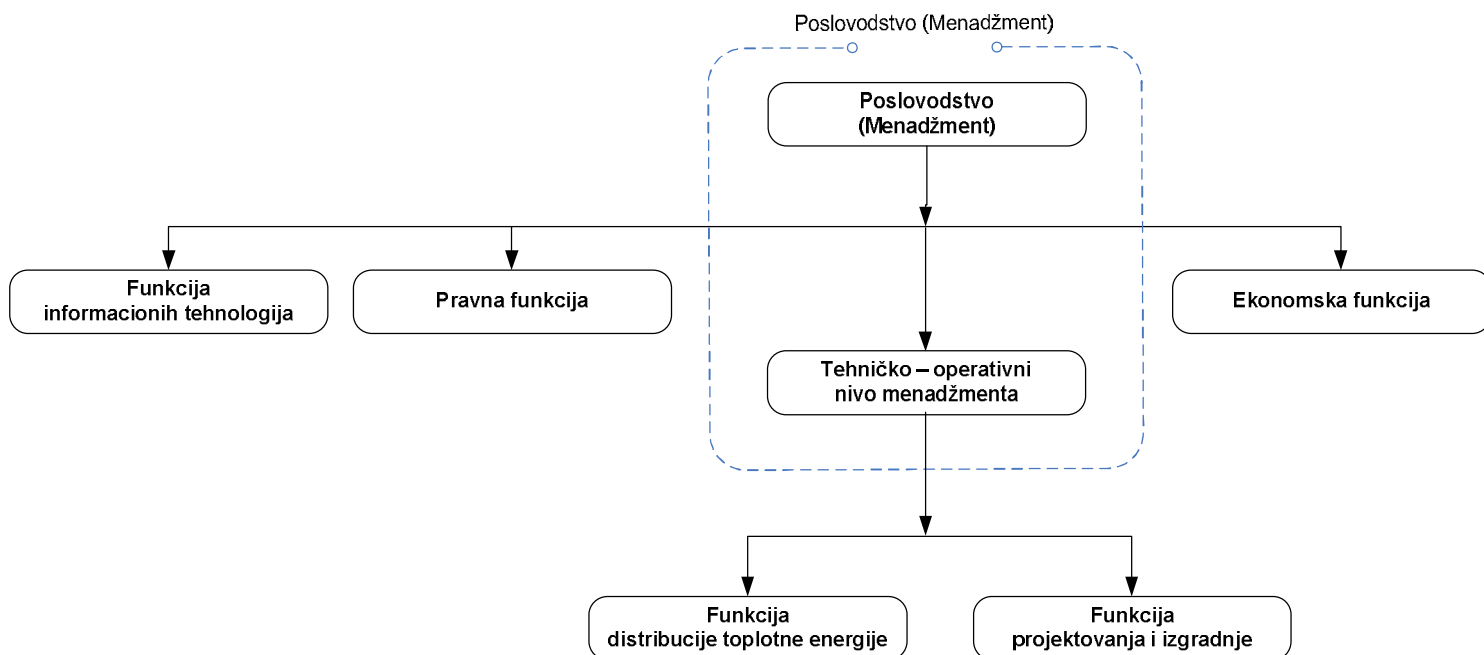 Poslovodstvo (Menadžment)
Poslovodstvo
(Menadžment)
Funkcija
informacionih tehnologija
Pravna funkcija
Ekonomska funkcija
Tehničko – operativni
nivo menadžmenta
Funkcija
distribucije toplotne energije
Funkcija
projektovanja i izgradnje